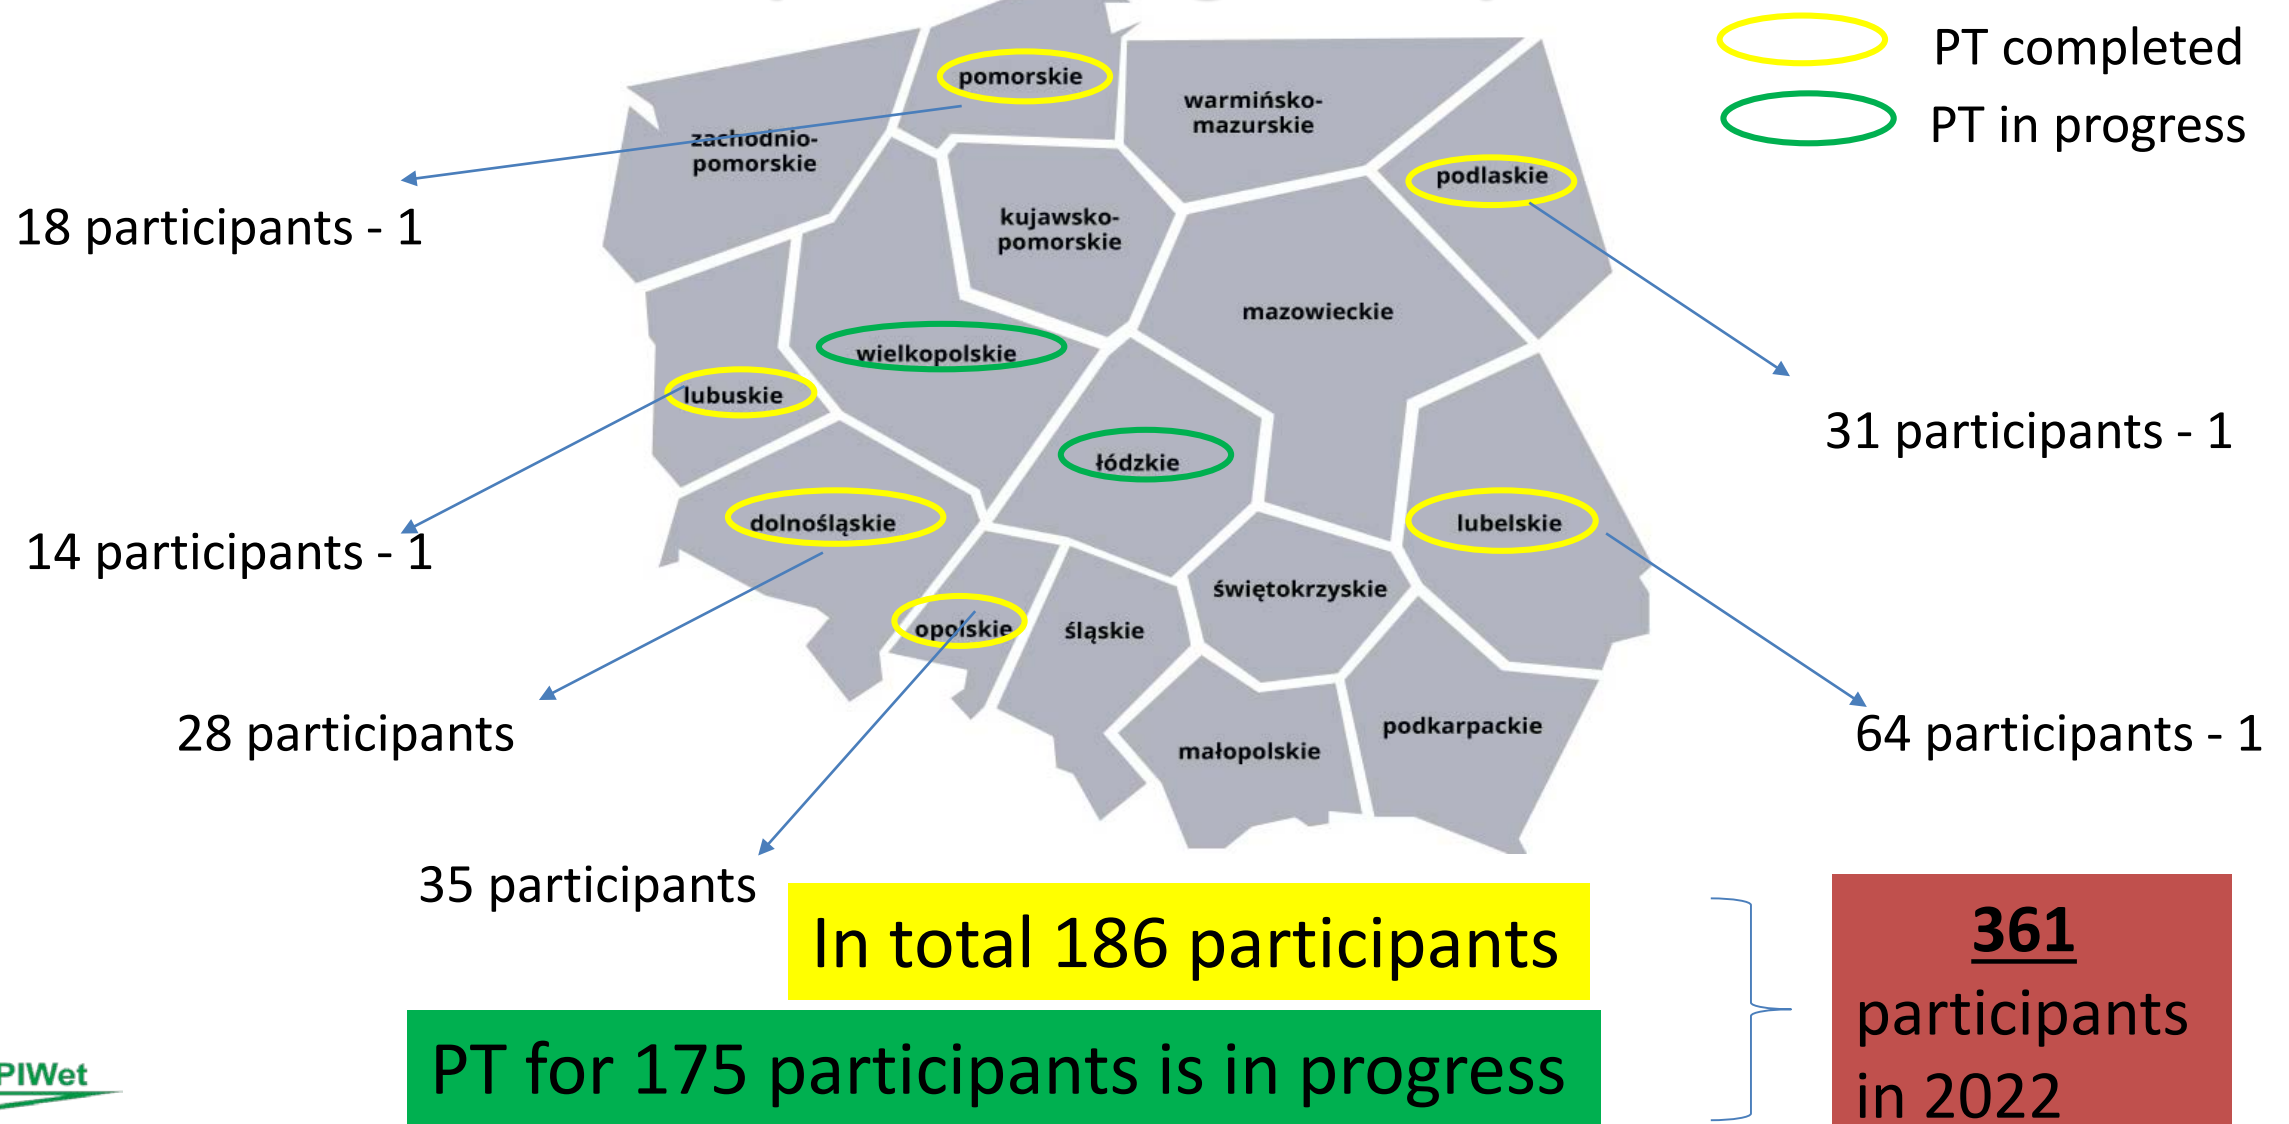 PT completed
PT in progress
pomorskie
warmińsko-
mazurskie
zachodnio-
pomorskie
podlaskie
18 participants - 1
kujawsko-
pomorskie
mazowieckie
wielkopolskie
lubuskie
31 participants - 1
łódzkie
14 participants - 1
dolnośląskie
lubelskie
świętokrzyskie
opolskie
śląskie
28 participants
podkarpackie
małopolskie
64 participants - 1
35 participants
In total 186 participants
361
participants
in 2022
PT for 175 participants is in progress
PIWet